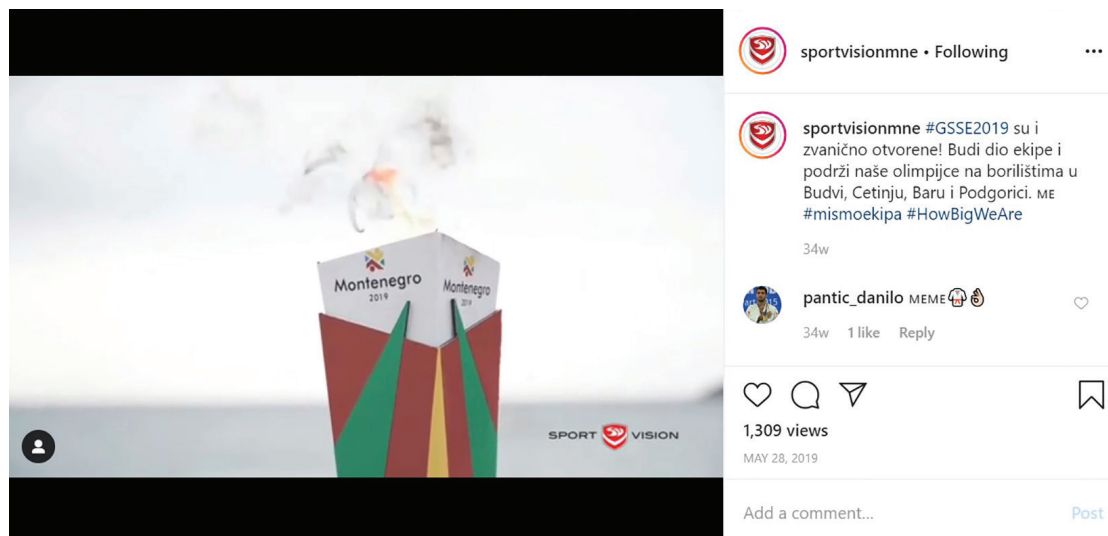 sportvisionmne • Following
sportvisionmne #GSSE2019 su i
zvanično otvorene! Budi dio ekipe i
podrži naše olimpijce na borilištima u
Budvi, Cetinju, Baru i Podgorici. ME
#mismoekipa #HowBigWeAre
34w
pantic_danilo MEME
34w 1 like Reply
1,309 views
MAY 28, 2019
Add a comment... Post
Montenegro
2019
Montenegro
2019
SPORT VISION